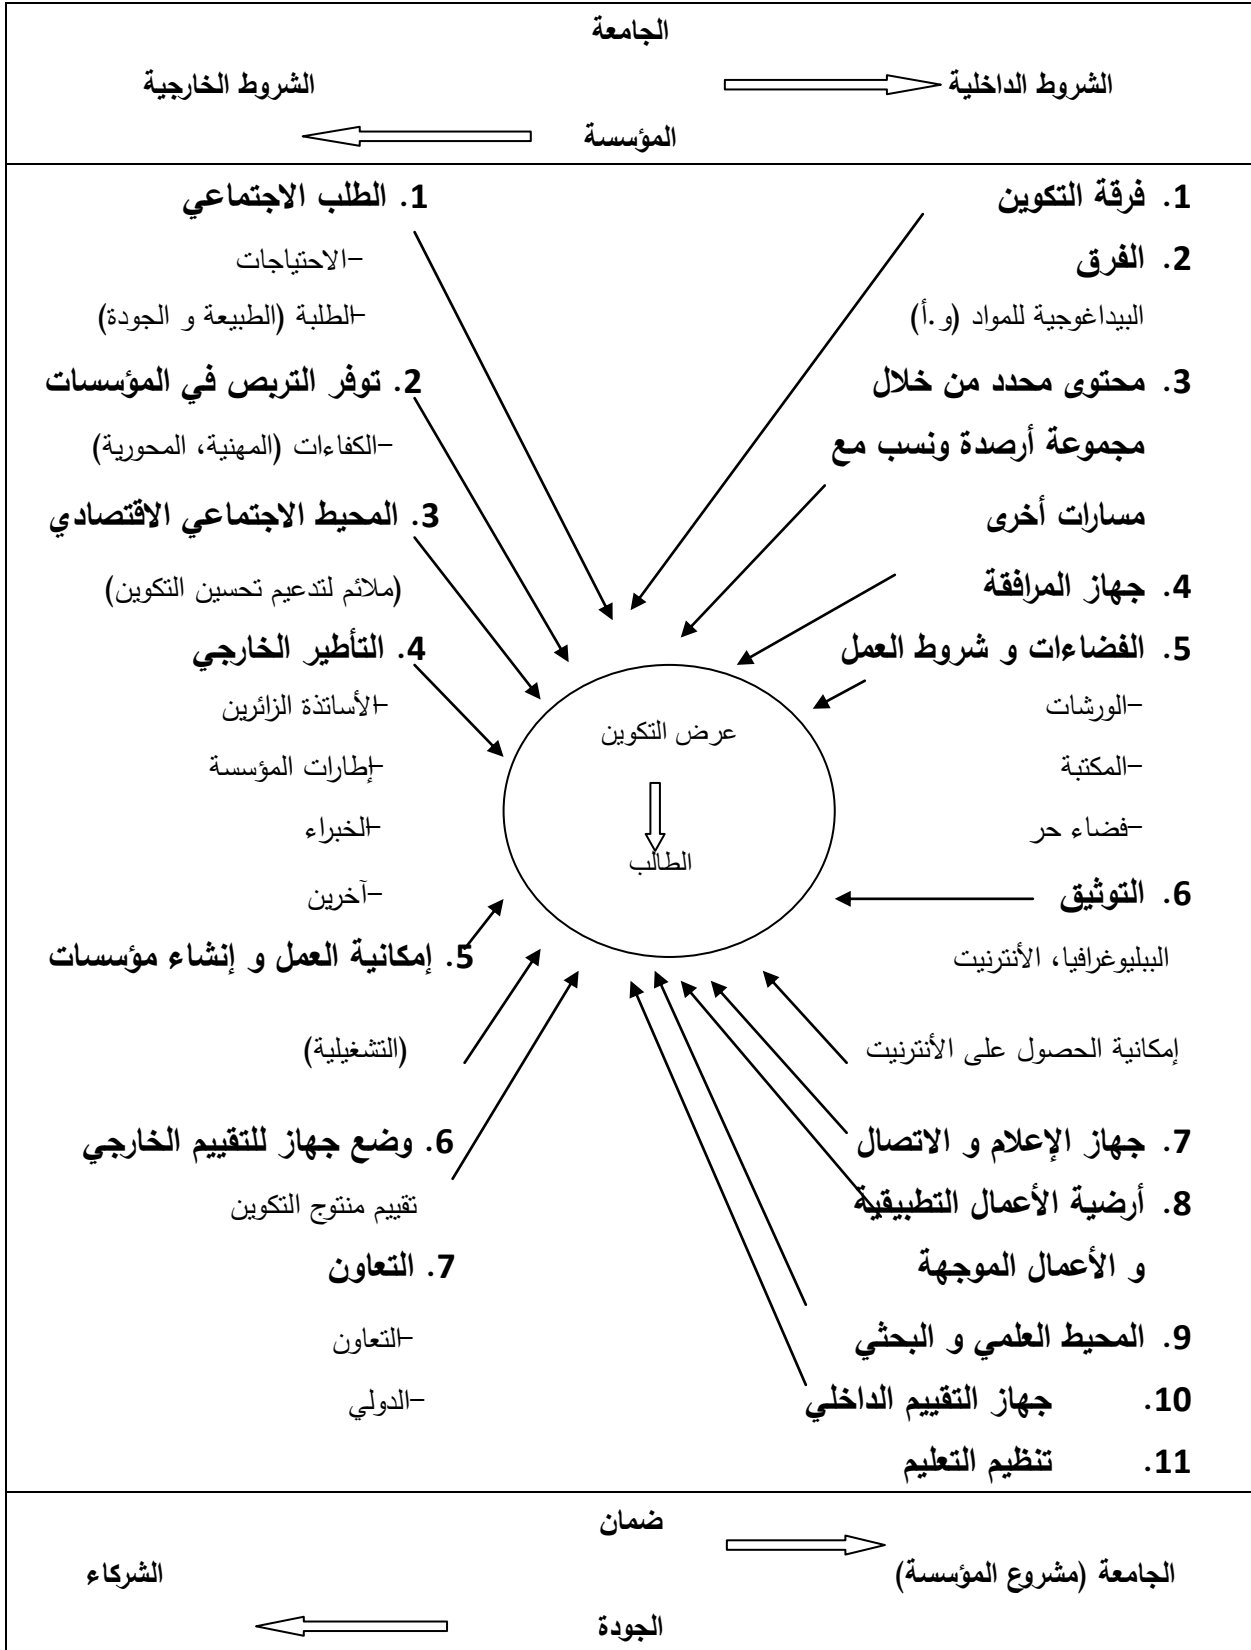 الجامعة
الشروط الداخلية
الشروط الخارجية
المؤسسة
1. فرقة التكوين
2. الفرق
البيداغوجية للمواد (و.أ)
3. محتوى محدد من خلال
مجموعة أرصدة ونسب مع
مسارات أخرى
4. جهاز المرافقة
5. الفضاءات و شروط العمل
-الورشات
-المكتبة
-فضاء حر
6. التوثيق
الببليوغرافيا، الأنترنيت
إمكانية الحصول على الأنترنيت
7. جهاز الإعلام و الاتصال
8. أرضية الأعمال التطبيقية
و الأعمال الموجهة
9. المحيط العلمي و البحثي
10. جهاز التقييم الداخلي
11. تنظيم التعليم
1. الطلب الاجتماعي
-الاحتياجات
-الطلبة (الطبيعة و الجودة)
2. توفر التربص في المؤسسات
-الكفاءات (المهنية، المحورية)
3. المحيط الاجتماعي الاقتصادي
(ملائم لتدعيم تحسين التكوين)
4. التأطير الخارجي
-الأساتذة الزائرين
-إطارات المؤسسة
-الخبراء
-آخرين
5. إمكانية العمل و إنشاء مؤسسات
(التشغيلية)
6. وضع جهاز للتقييم الخارجي
تقييم منتوج التكوين
7. التعاون
-التعاون
-الدولي
عرض التكوين
الطالب
ضمان
الجامعة (مشروع المؤسسة)
الشركاء
الجودة